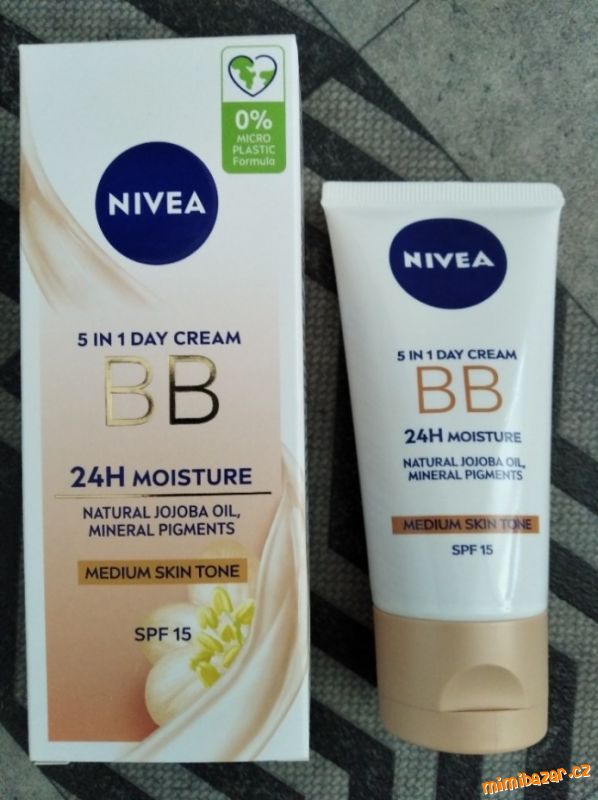 0%
MICRO
PLASTIC
Formula
NIVEA
5 IN 1 DAY CREAM
BB
24H MOISTURE
NATURAL JOJOBA OIL,
MINERAL PIGMENTS
MEDIUM SKIN TONE
SPF 15
NIVEA
5 IN 1 DAY CREAM
BB
24H MOISTURE
NATURAL JOJOBA OIL,
MINERAL PIGMENTS
MEDIUM SKIN TONE
SPF 15
mimibazar.cz